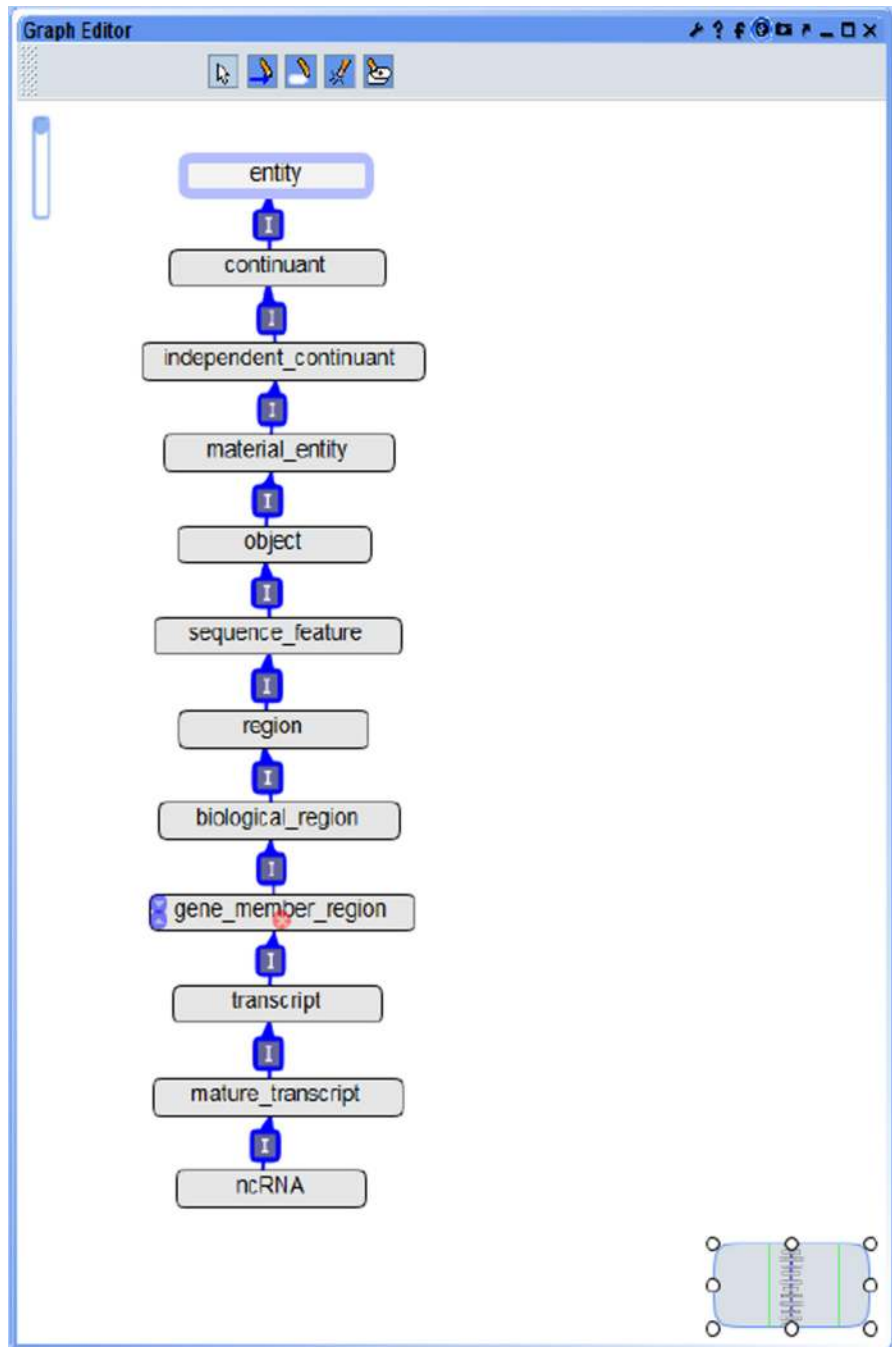 Graph Editor
entity
I
continuant
I
independent_continuant
I
material_entity
I
object
I
sequence_feature
I
region
I
biological_region
I
gene_member_region
I
transcript
I
mature_transcript
I
ncRNA